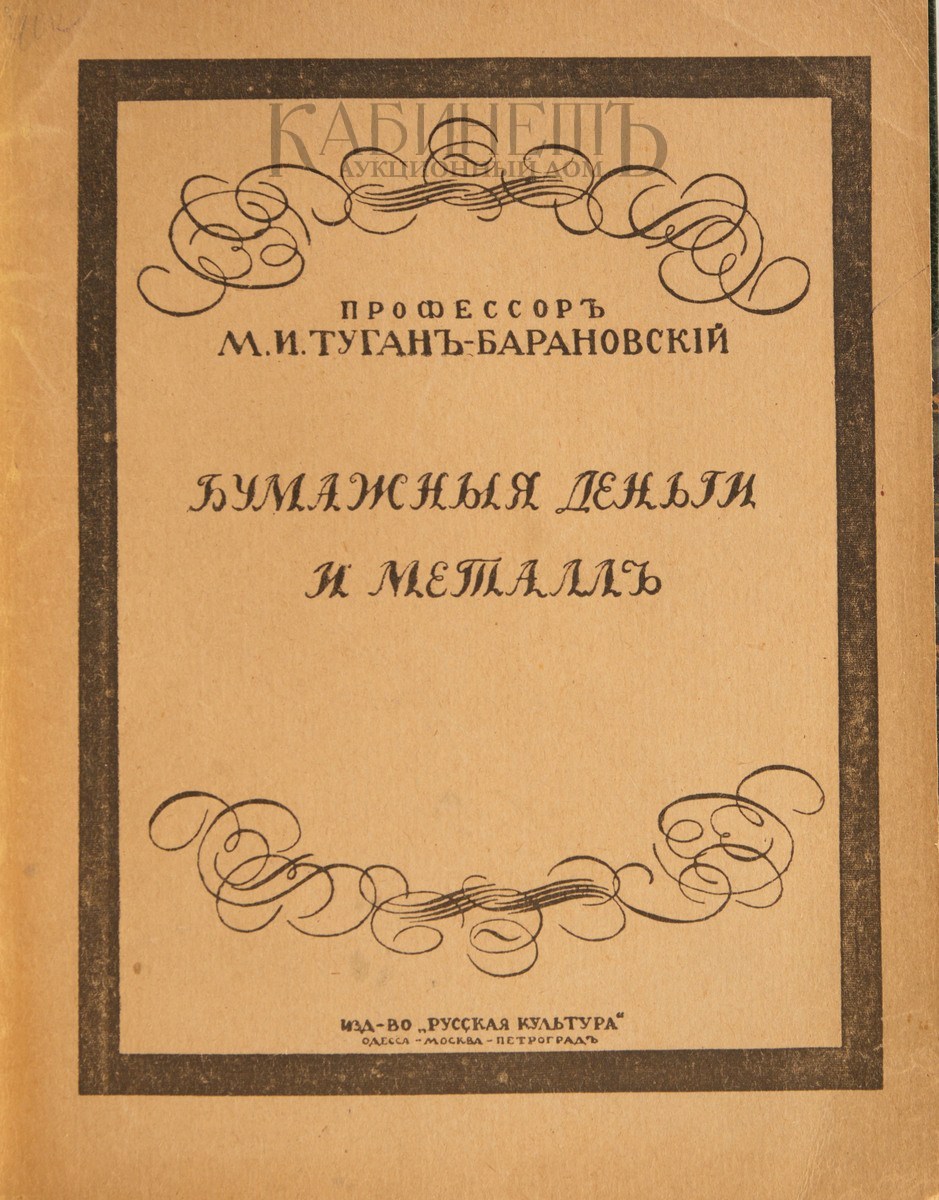 КАБИНЕТЪ
АУКЦИОННЫЙ ДОМ
ПРОФЕССОРЪ
М.И.ТУГАНЪ-БАРАНОВСКІЙ
БУМАЖНЫЯ ДЕНЬГИ
И МЕТАЛЛЪ
ИЗД-ВО „РУССКАЯ КУЛЬТУРА“
ОДЕССА-МОСКВА-ПЕТРОГРАДЪ